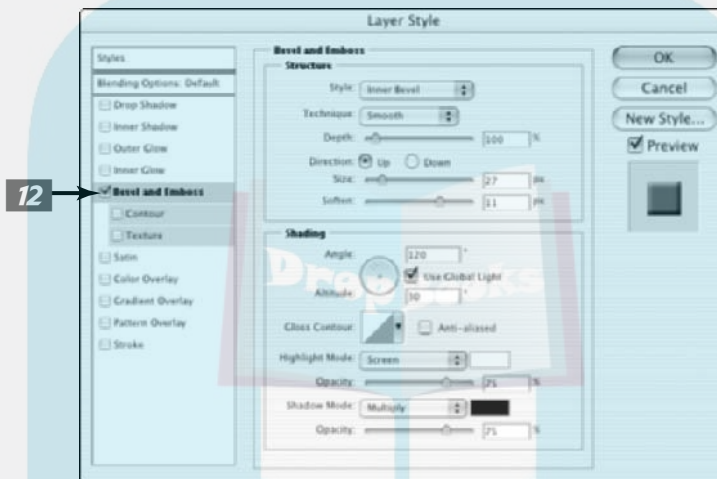 Layer Style
Styles
Blending Options: Default
Drop Shadow
Inner Shadow
Outer Glow
Inner Glow
12
Bevel and Emboss
Contour
Texture
Satin
Color Overlay
Gradient Overlay
Pattern Overlay
Stroke
Bevel and Emboss
Structure
Style: Inner Bevel
Technique: Smooth
Depth: 100 %
Direction: Up Down
Size: 27 px
Soften: 11 px
Shading
Angle: 120 °
Use Global Light
Altitude: 30 °
DropBooks
Gloss Contour: Anti-aliased
Highlight Mode: Screen
Opacity: 75 %
Shadow Mode: Multiply
Opacity: 75 %
OK
Cancel
New Style...
Preview